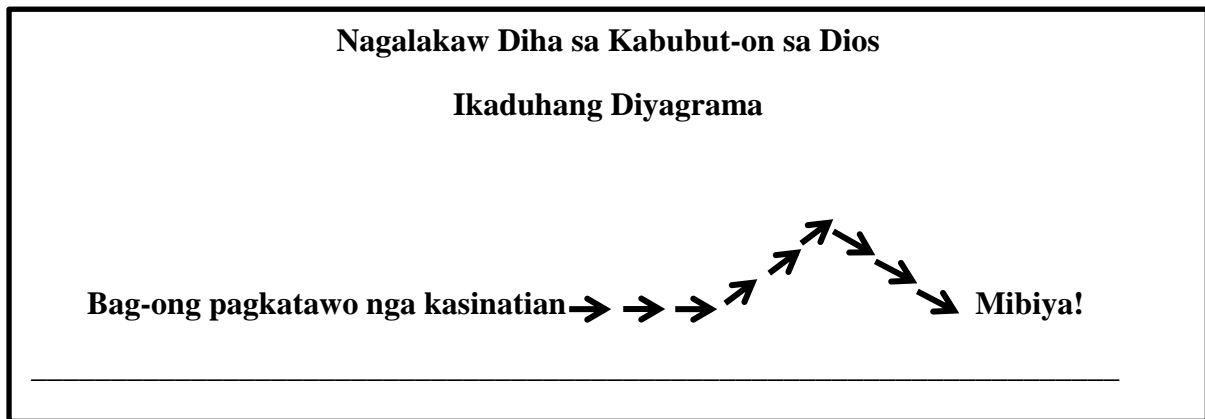 Nagalakaw Diha sa Kabubut-on sa Dios
Ikaduhang Diyagrama
Bag-ong pagkatawo nga kasinatian Mibiya!